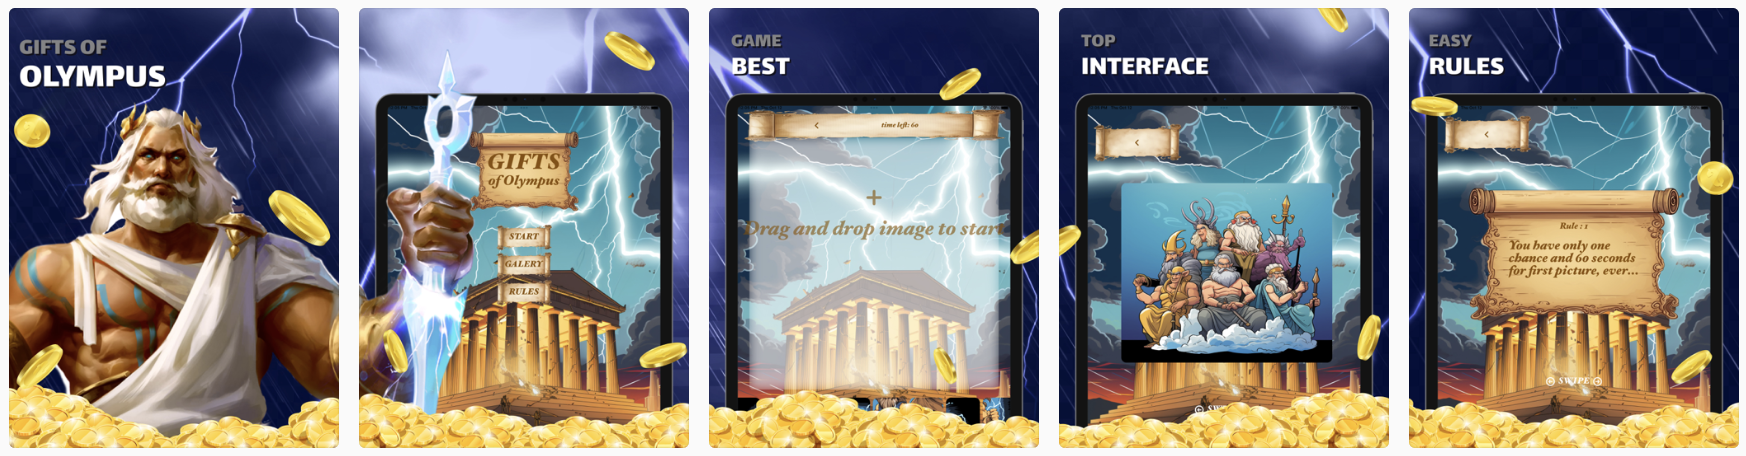 GIFTS OF
OLYMPUS
GIFTS
of Olympus
START
GALERY
RULES
GAME
BEST
time left: 60
Drag and drop image to start
TOP
INTERFACE
EASY
RULES
Rule : 1
You have only one
chance and 60 seconds
for first picture, ever...
SWIPE